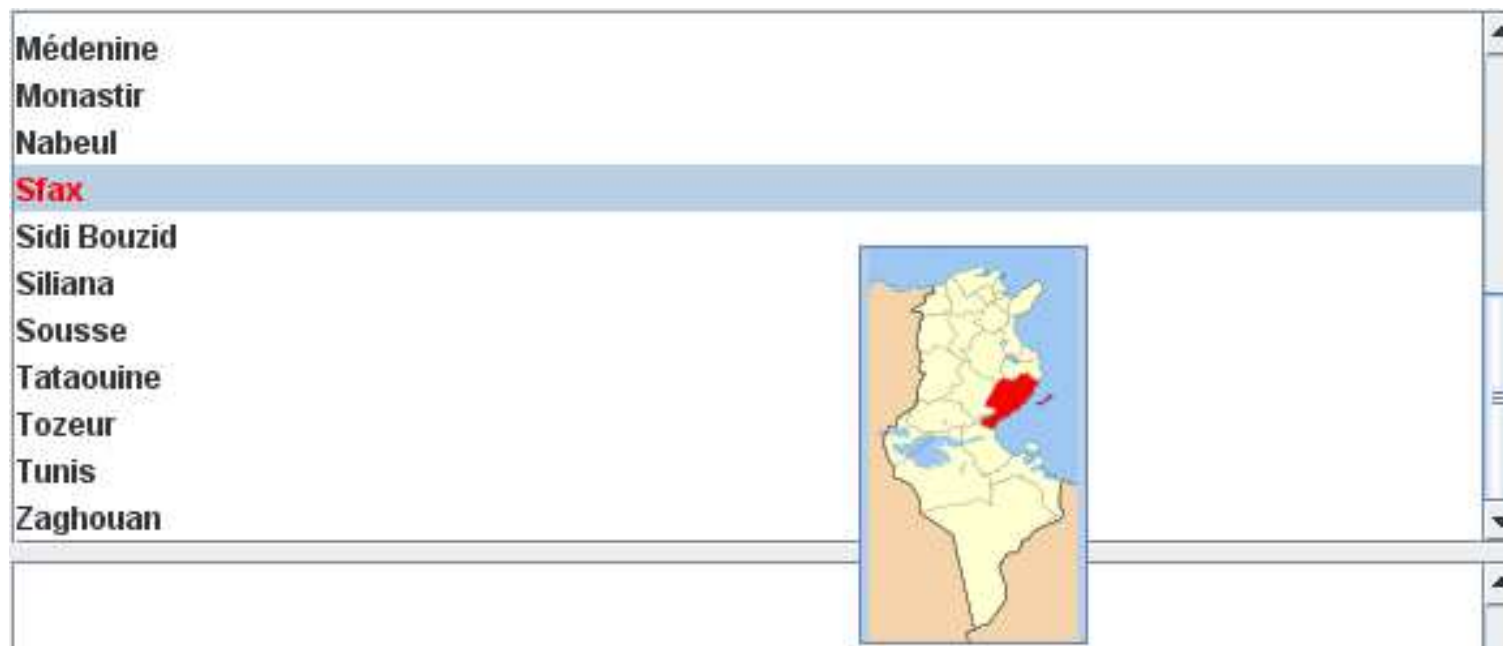 Médenine
Monastir
Nabeul
Sfax
Sidi Bouzid
Siliana
Sousse
Tataouine
Tozeur
Tunis
Zaghouan